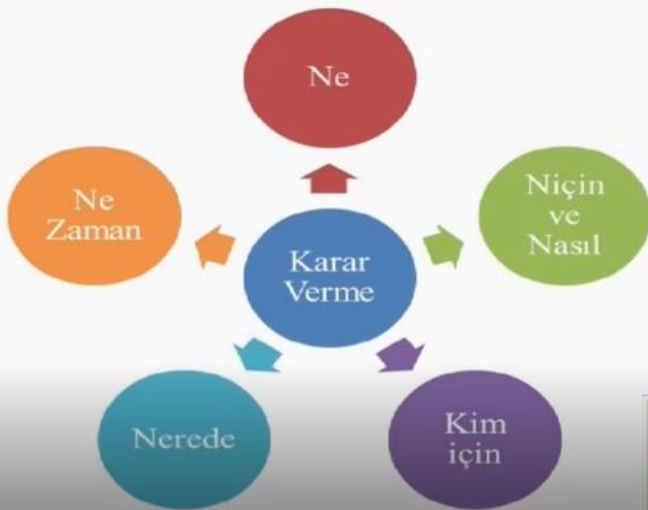 Ne
Ne
Zaman
Niçin
ve
Nasıl
Karar
Verme
Nerede
Kim
için